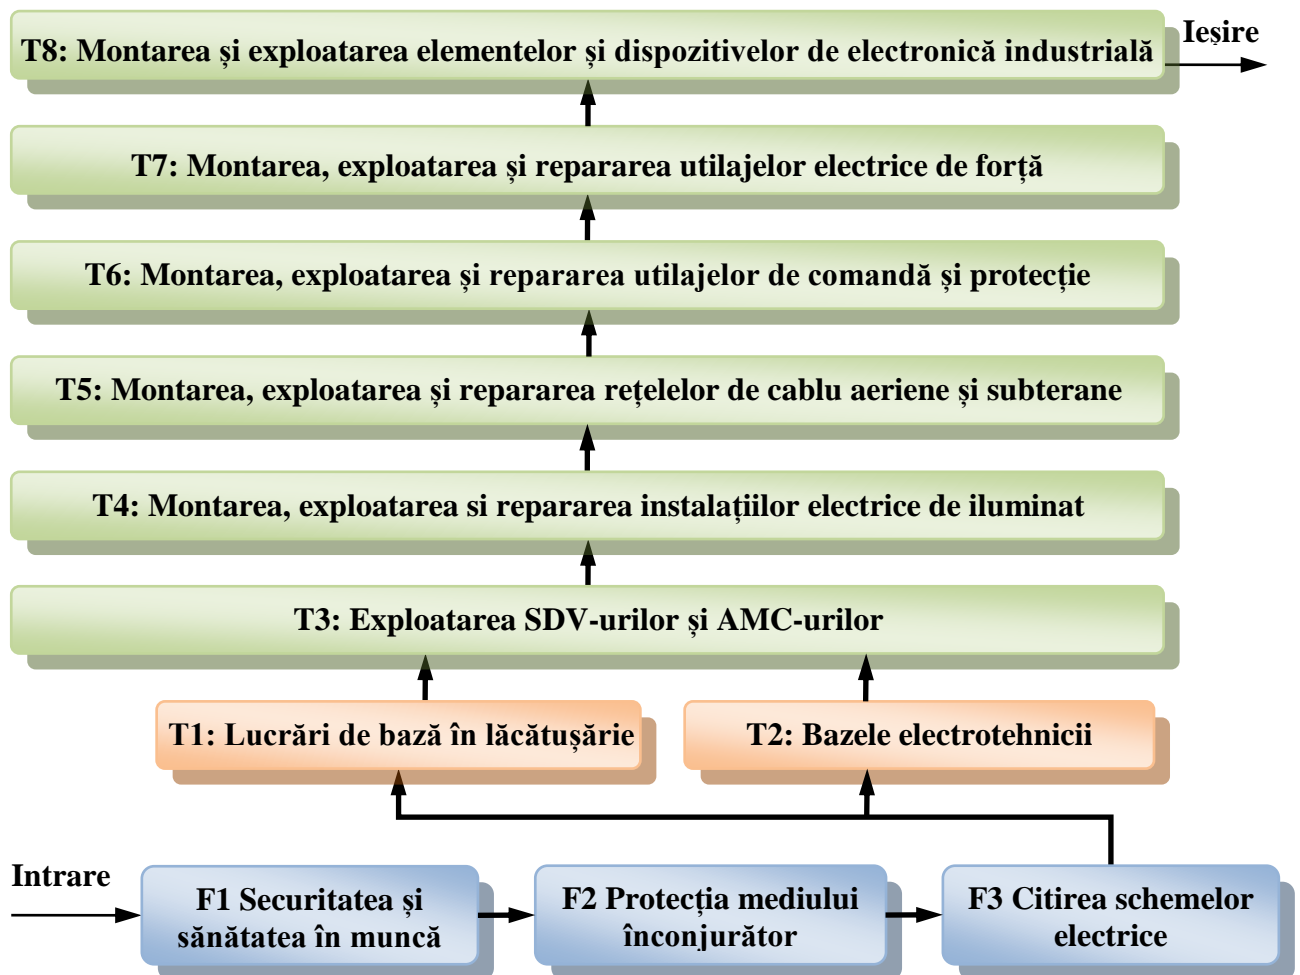 T8: Montarea și exploatarea elementelor și dispozitivelor de electronică industrială
Ieșire
T7: Montarea, exploatarea și repararea utilajelor electrice de forță
T6: Montarea, exploatarea și repararea utilajelor de comandă și protecție
T5: Montarea, exploatarea și repararea rețelelor de cablu aeriene și subterane
T4: Montarea, exploatarea si repararea instalațiilor electrice de iluminat
T3: Exploatarea SDV-urilor și AMC-urilor
T1: Lucrări de bază în lăcătușărie
T2: Bazele electrotehnicii
Intrare
F1 Securitatea și
sănătatea în muncă
F2 Protecția mediului
înconjurător
F3 Citirea schemelor
electrice